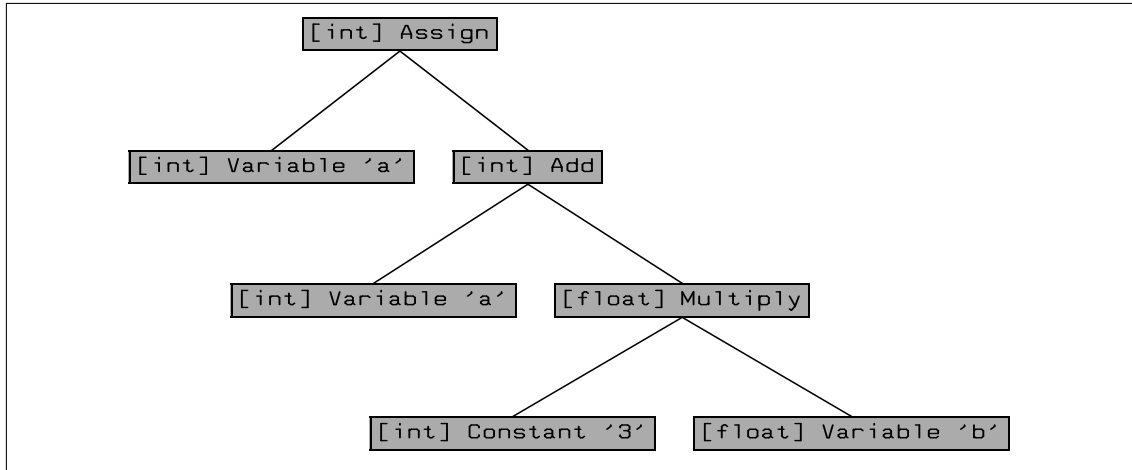 [int] Assign
[int] Variable 'a'
[int] Add
[int] Variable 'a'
[float] Multiply
[int] Constant '3'
[float] Variable 'b'